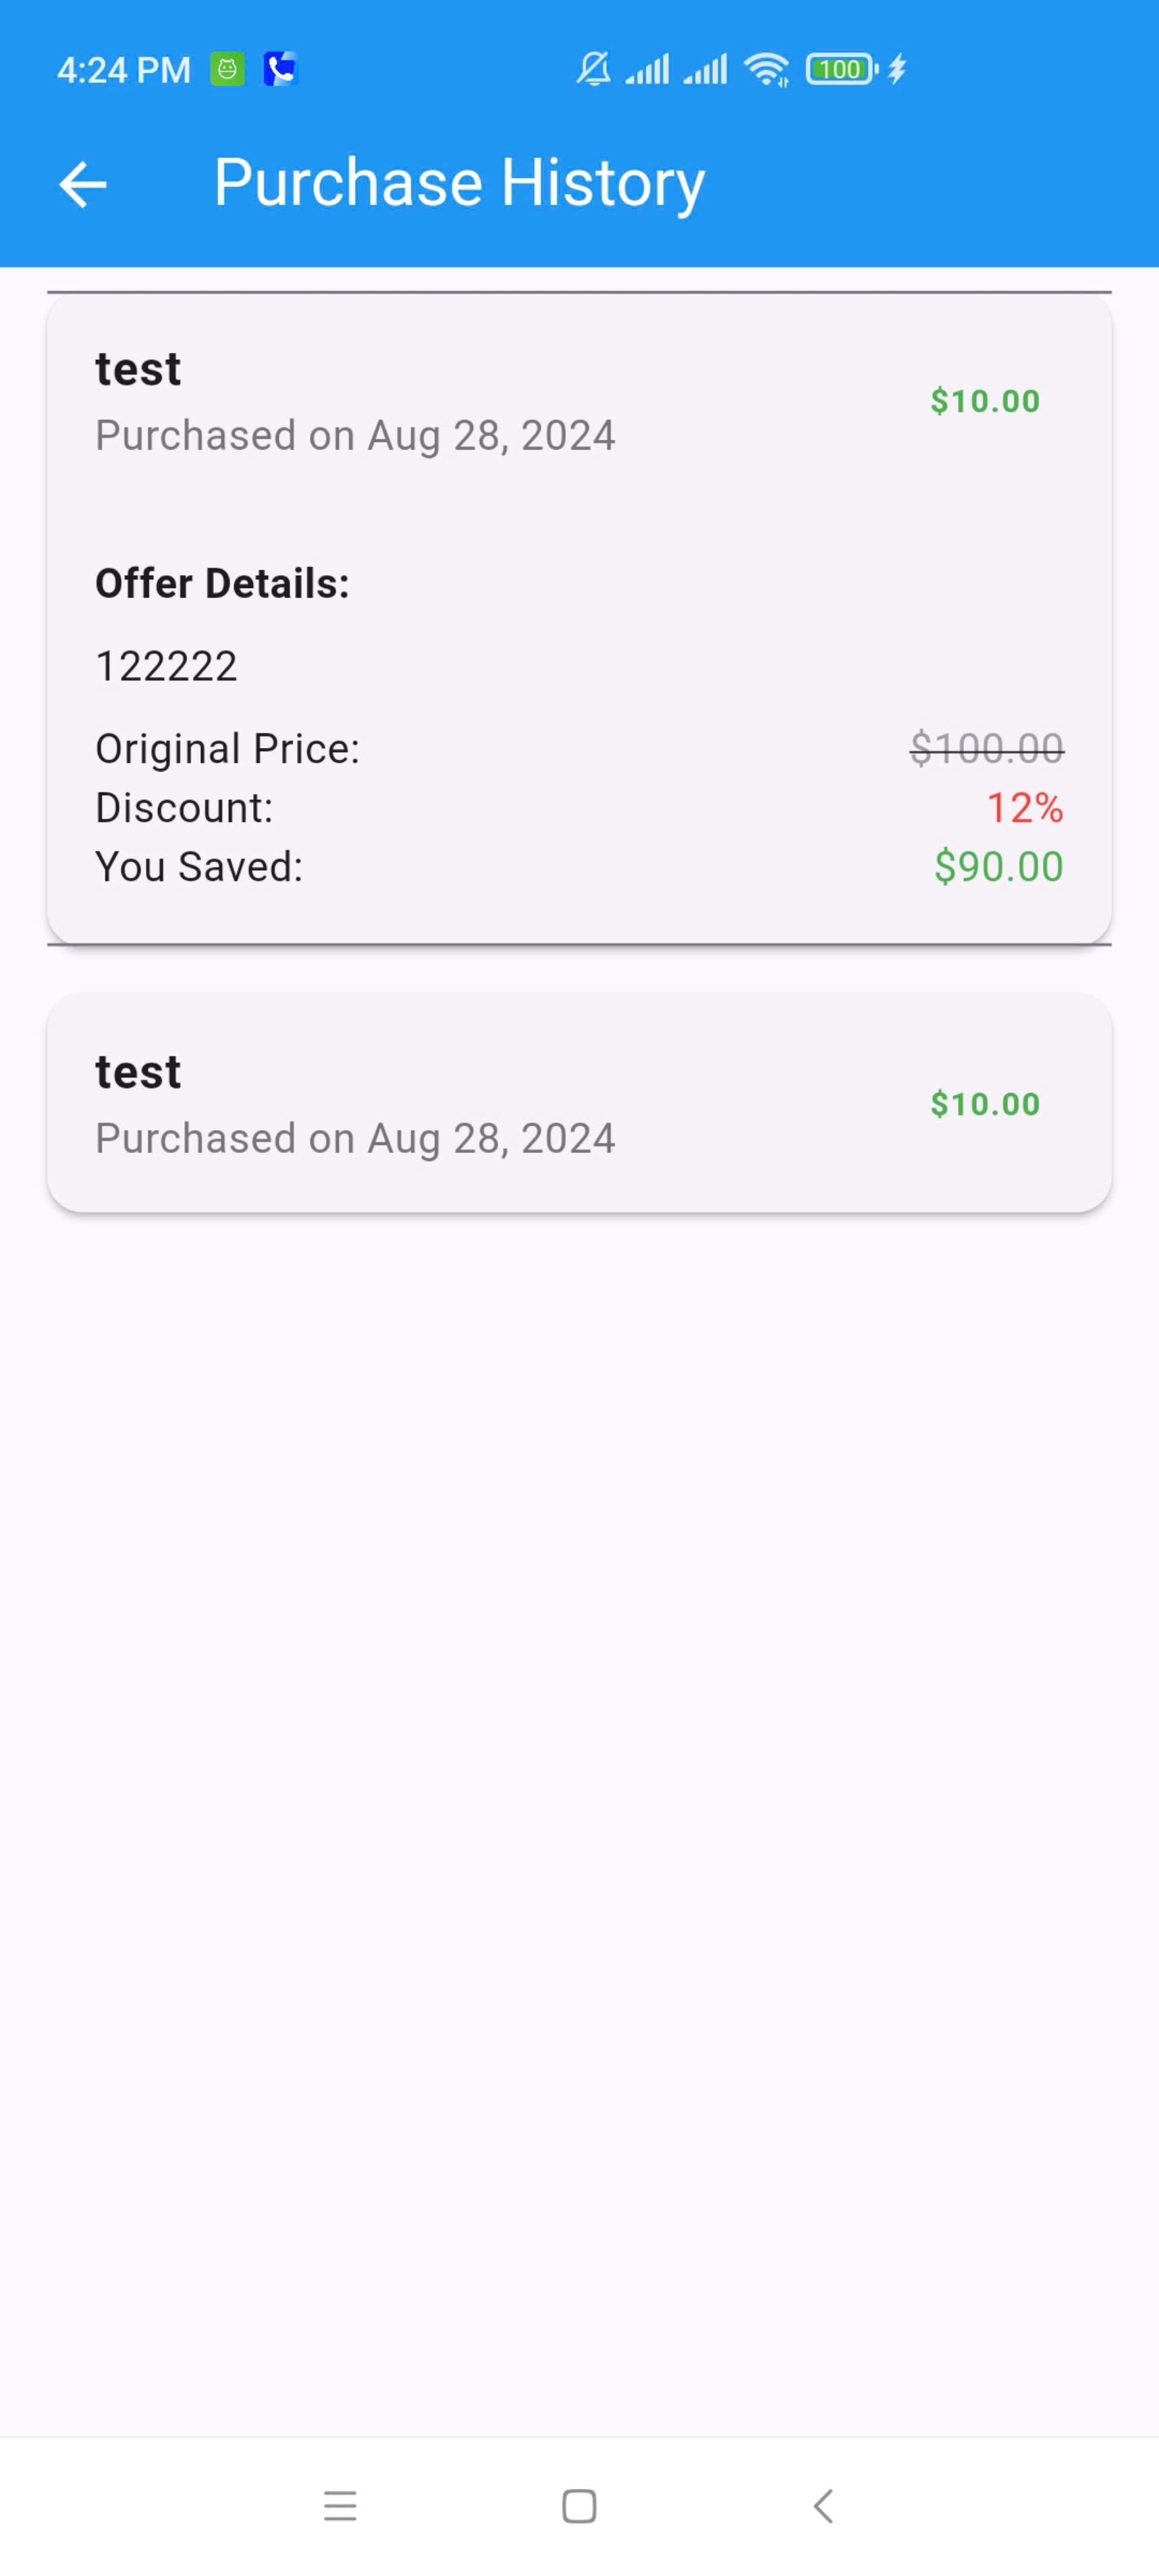 4:24 PM 100
Purchase History
test
$10.00
Purchased on Aug 28, 2024
Offer Details:
122222
Original Price: $100.00
Discount: 12%
You Saved: $90.00
test
$10.00
Purchased on Aug 28, 2024